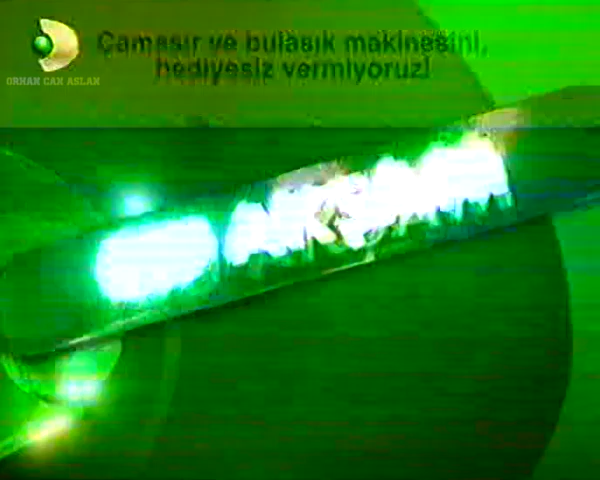 Çamaşır ve bulaşık makinesini,
hediyesiz vermiyoruz!
ORHAN CAN ASLAN